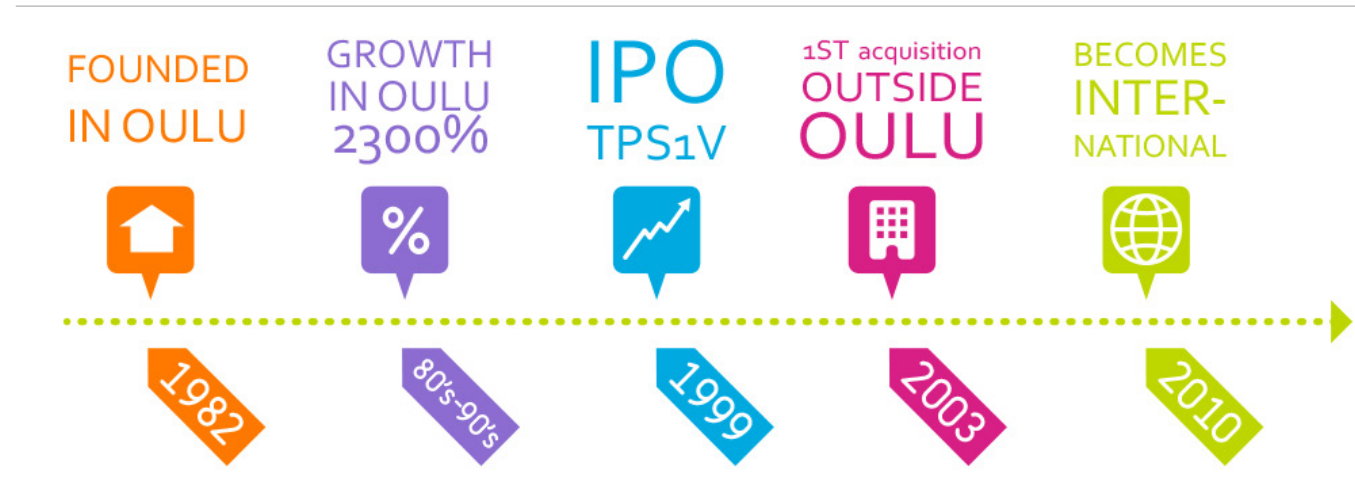 FOUNDED
IN OULU
GROWTH
IN OULU
2300%
IPO
TPS1V
1ST acquisition
OUTSIDE
OULU
BECOMES
INTER-
NATIONAL
%
1982
80's-90's
1999
2003
2010